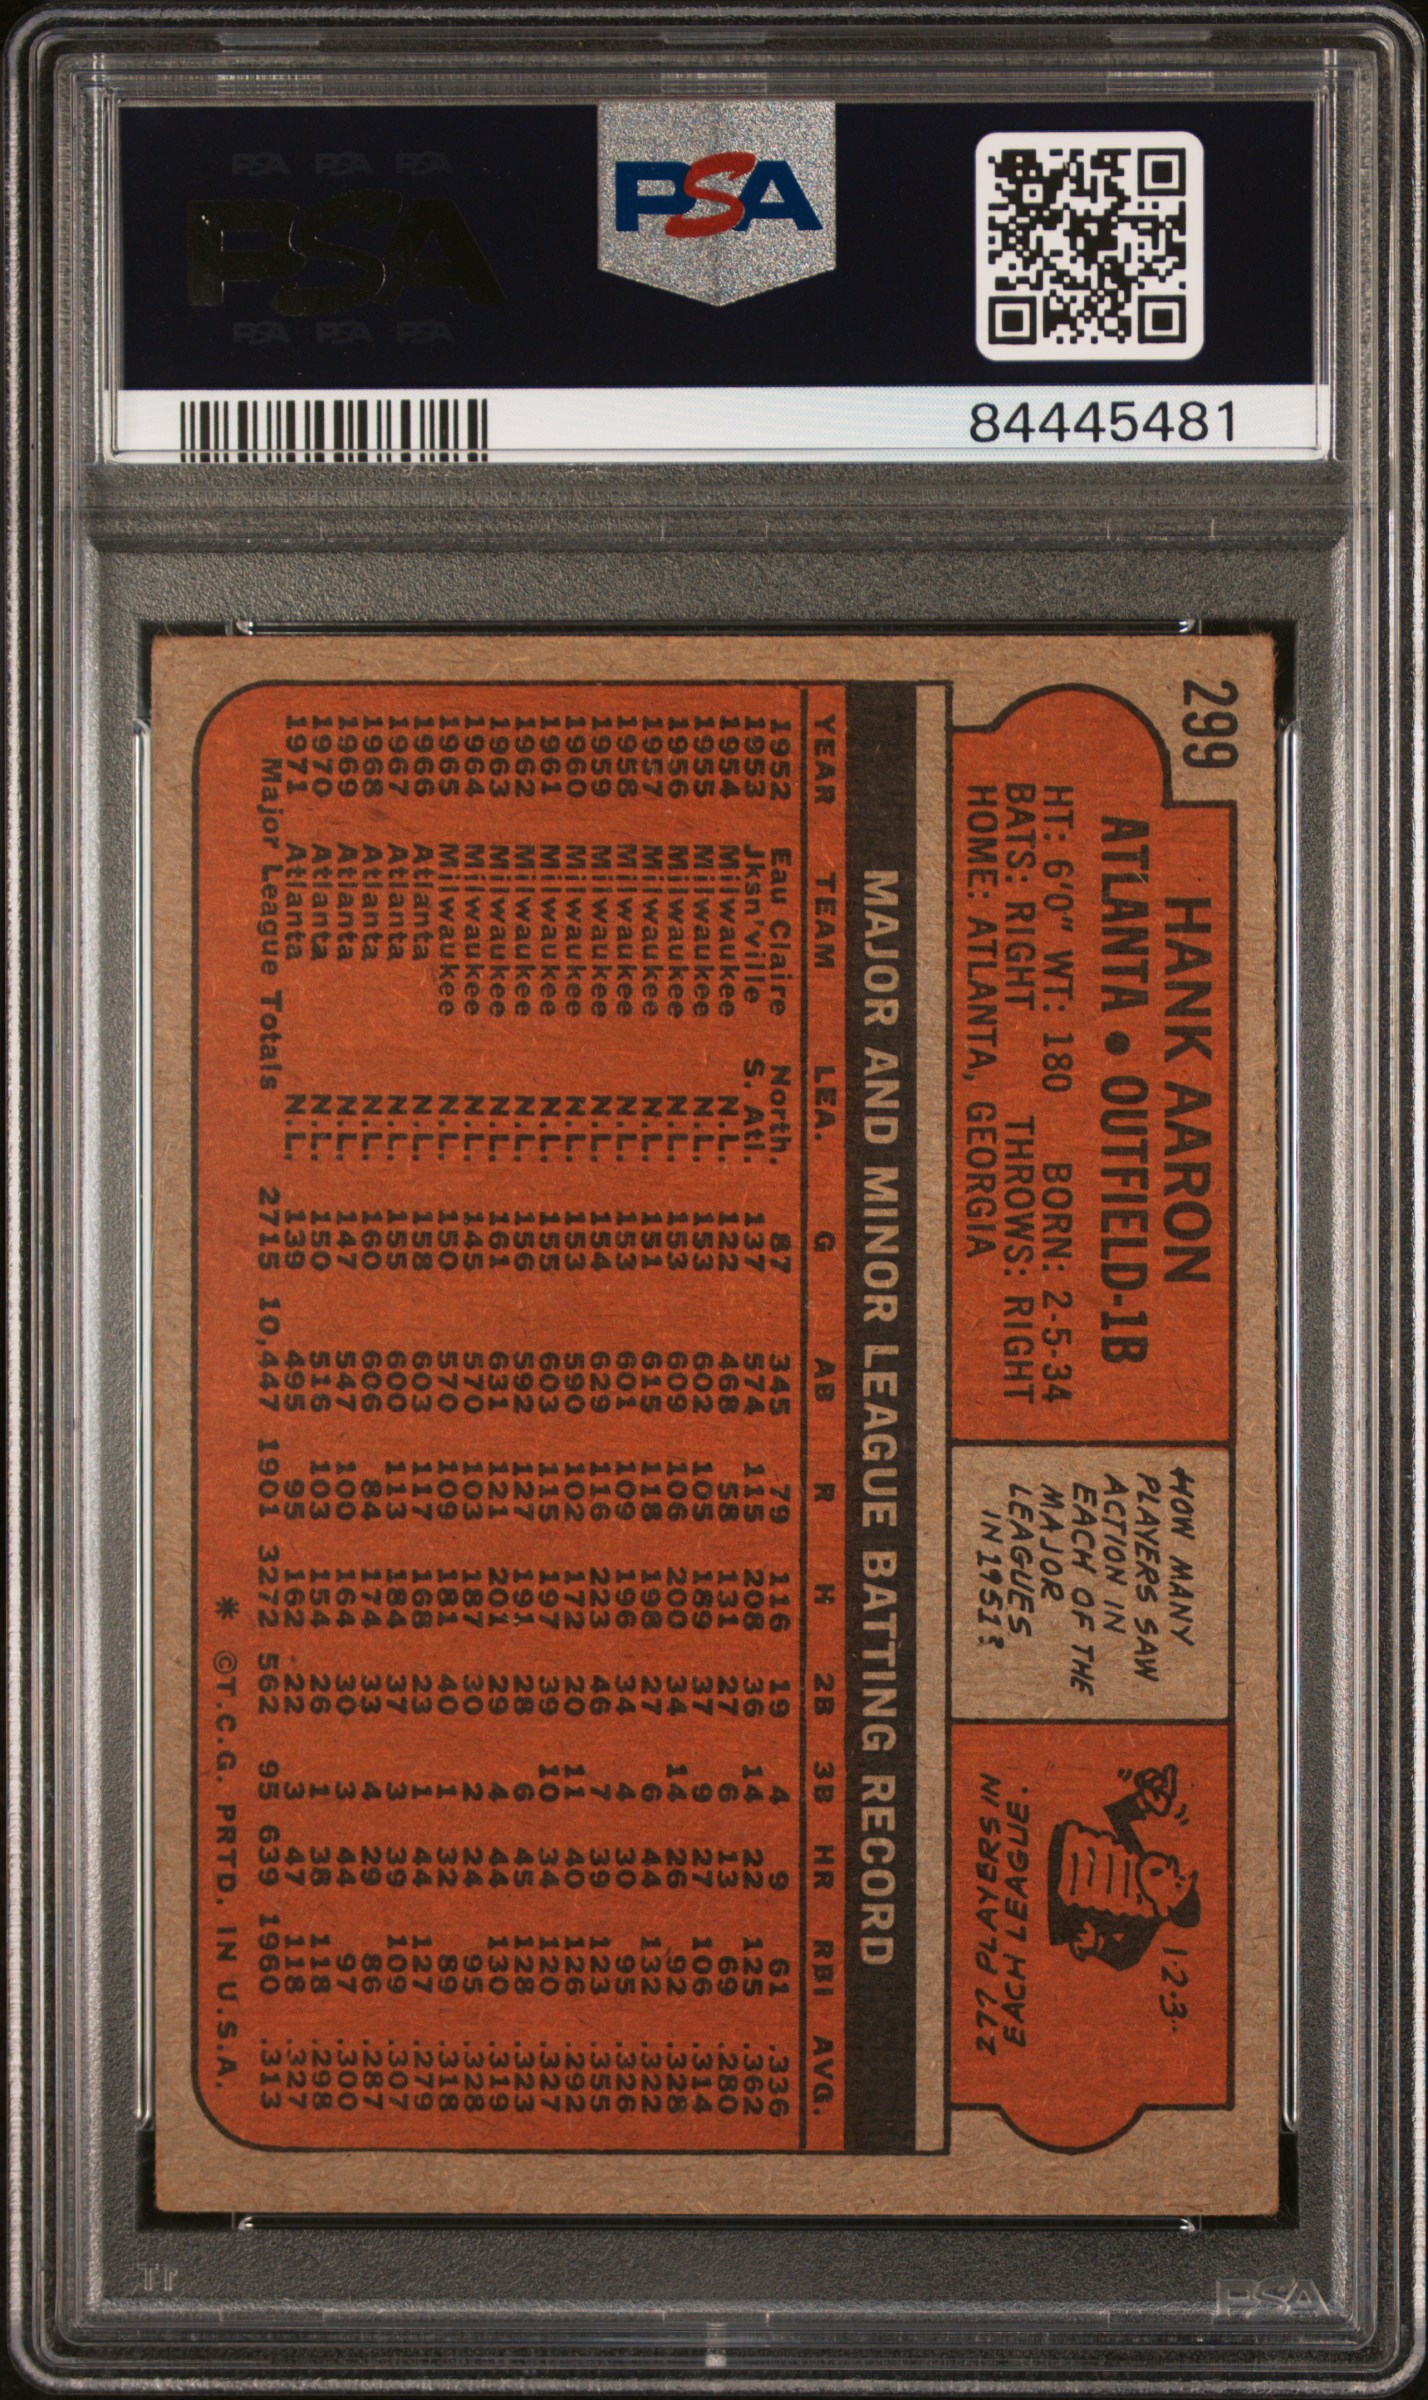 PSA PSA PSA
PSA
PSA PSA PSA
PSA
84445481
299
HANK AARON
ATLANTA • OUTFIELD-1B
HT: 6'0" WT: 180 BORN: 2-5-34
BATS: RIGHT THROWS: RIGHT
HOME: ATLANTA, GEORGIA
HOW MANY
PLAYERS SAW
ACTION IN
EACH OF THE
MAJOR
LEAGUES
IN 1951?
1-2-3..
277 PLAYERS IN
EACH LEAGUE.
MAJOR AND MINOR LEAGUE BATTING RECORD
YEAR TEAM LEA. G AB R H 2B 3B HR RBI AVG.
1952 Eau Claire North. 87 345 79 116 19 4 9 61 .336
1953 Jksn'ville S. Atl. 137 574 115 208 36 14 22 125 .362
1954 Milwaukee N.L. 122 468 58 131 27 6 13 69 .280
1955 Milwaukee N.L. 153 602 105 189 37 9 27 106 .314
1956 Milwaukee N.L. 153 609 106 200 34 14 26 92 .328
1957 Milwaukee N.L. 151 615 118 198 27 6 44 132 .322
1958 Milwaukee N.L. 153 601 109 196 34 4 30 95 .326
1959 Milwaukee N.L. 154 629 116 223 46 7 39 123 .355
1960 Milwaukee N.L. 153 590 102 172 20 11 40 126 .292
1961 Milwaukee N.L. 155 603 115 197 39 10 34 120 .327
1962 Milwaukee N.L. 156 592 127 191 28 6 45 128 .323
1963 Milwaukee N.L. 161 631 121 201 29 4 44 130 .319
1964 Milwaukee N.L. 145 570 103 187 30 2 24 95 .328
1965 Milwaukee N.L. 150 570 109 181 40 1 32 89 .318
1966 Atlanta N.L. 158 603 117 168 23 1 44 127 .279
1967 Atlanta N.L. 155 600 113 184 37 3 39 109 .307
1968 Atlanta N.L. 160 606 84 174 33 4 29 86 .287
1969 Atlanta N.L. 147 547 100 164 30 3 44 97 .300
1970 Atlanta N.L. 150 516 103 154 26 1 38 118 .298
1971 Atlanta N.L. 139 495 95 162 22 3 47 118 .327
Major League Totals 2715 10,447 1901 3272 562 95 639 1960 .313
* ©T.C.G. PRTD. IN U.S.A.
PSA